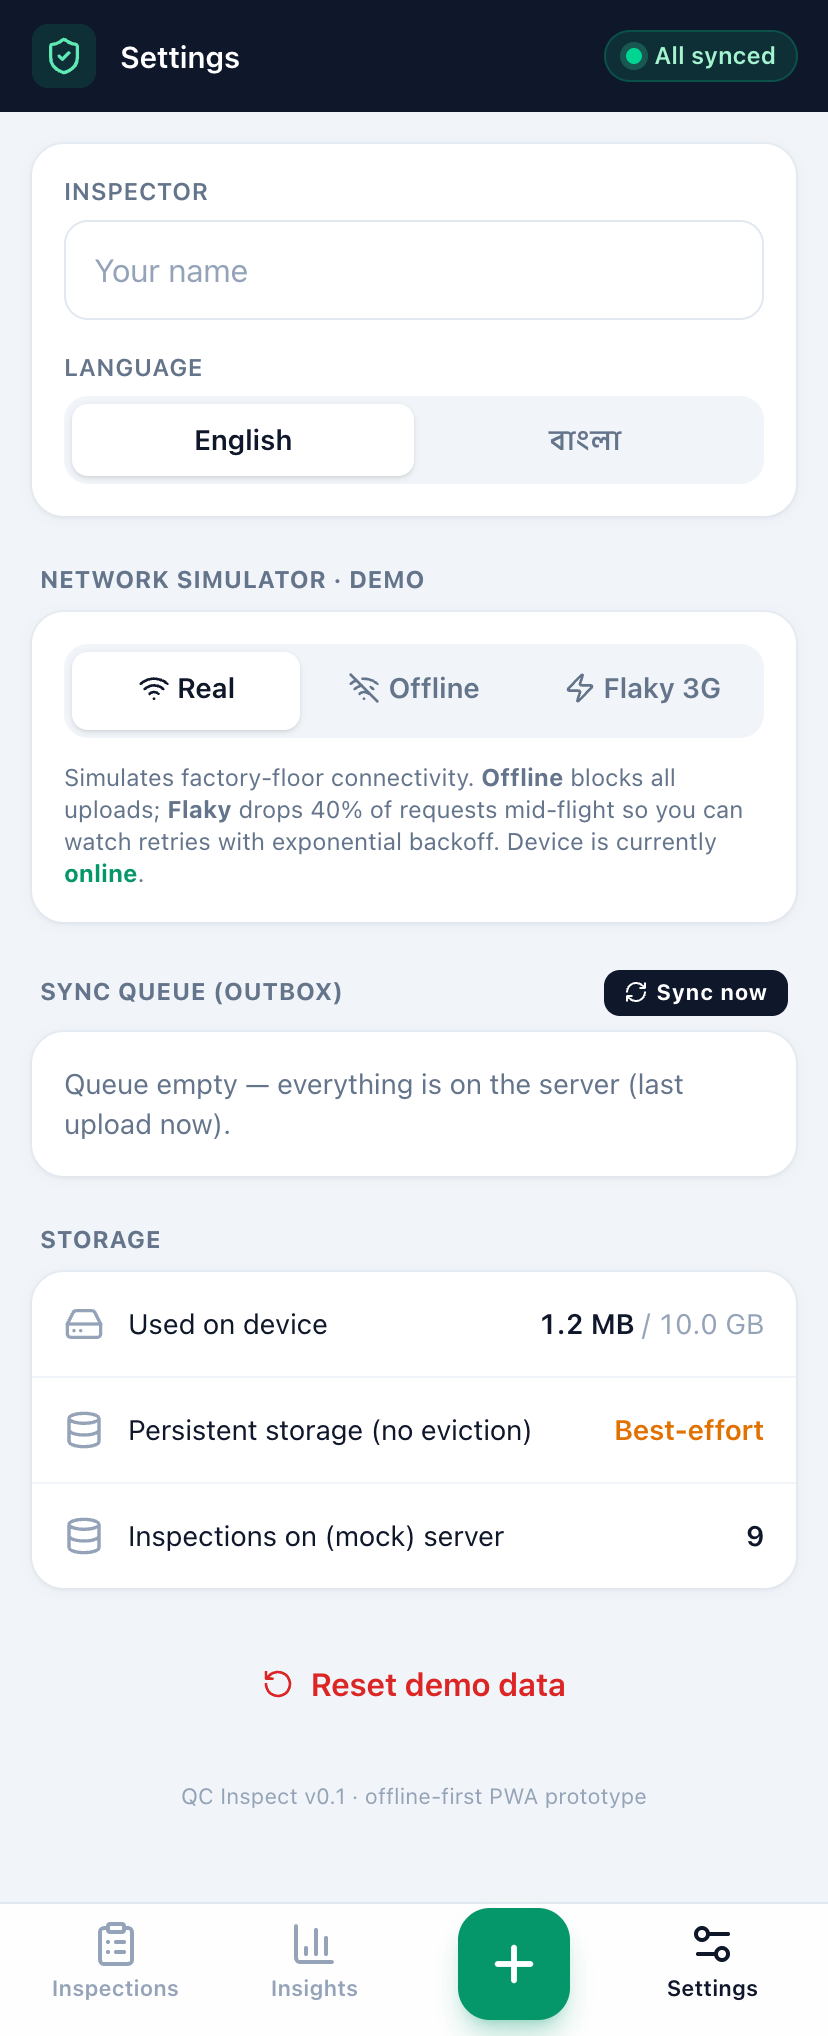 Settings
All synced
INSPECTOR
Your name
LANGUAGE
English
বাংলা
NETWORK SIMULATOR · DEMO
Real
Offline
Flaky 3G
Simulates factory-floor connectivity. Offline blocks all
uploads; Flaky drops 40% of requests mid-flight so you can
watch retries with exponential backoff. Device is currently
online.
SYNC QUEUE (OUTBOX)
Sync now
Queue empty — everything is on the server (last
upload now).
STORAGE
Used on device
1.2 MB / 10.0 GB
Persistent storage (no eviction)
Best-effort
Inspections on (mock) server
9
Reset demo data
QC Inspect v0.1 · offline-first PWA prototype
Inspections
Insights
Settings